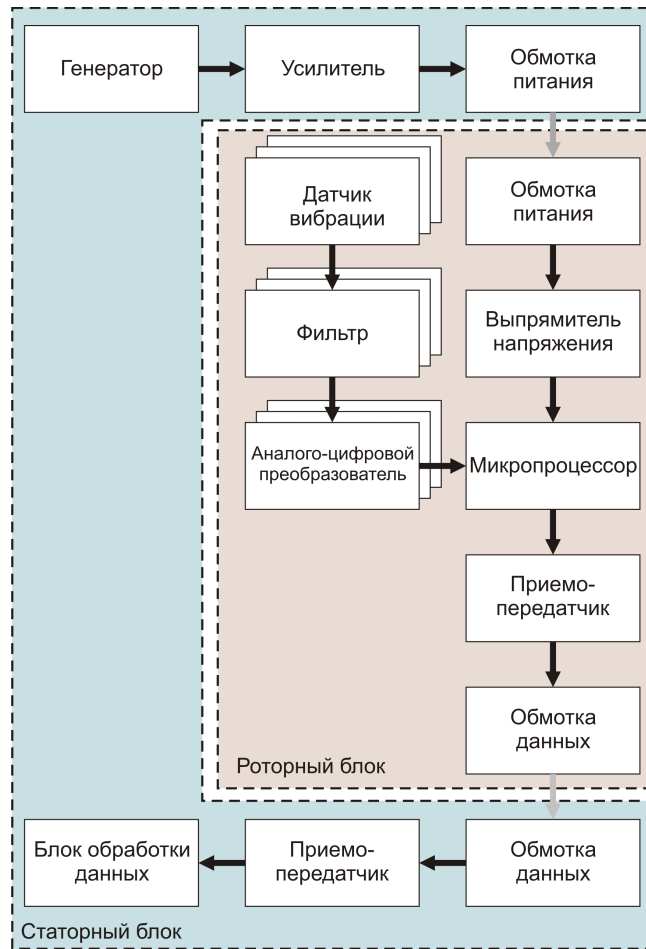 Генератор
Усилитель
Обмотка
питания
Датчик
вибрации
Обмотка
питания
Фильтр
Выпрямитель
напряжения
Аналого-цифровой
преобразователь
Микропроцессор
Приемо-
передатчик
Обмотка
данных
Роторный блок
Блок обработки
данных
Приемо-
передатчик
Обмотка
данных
Статорный блок